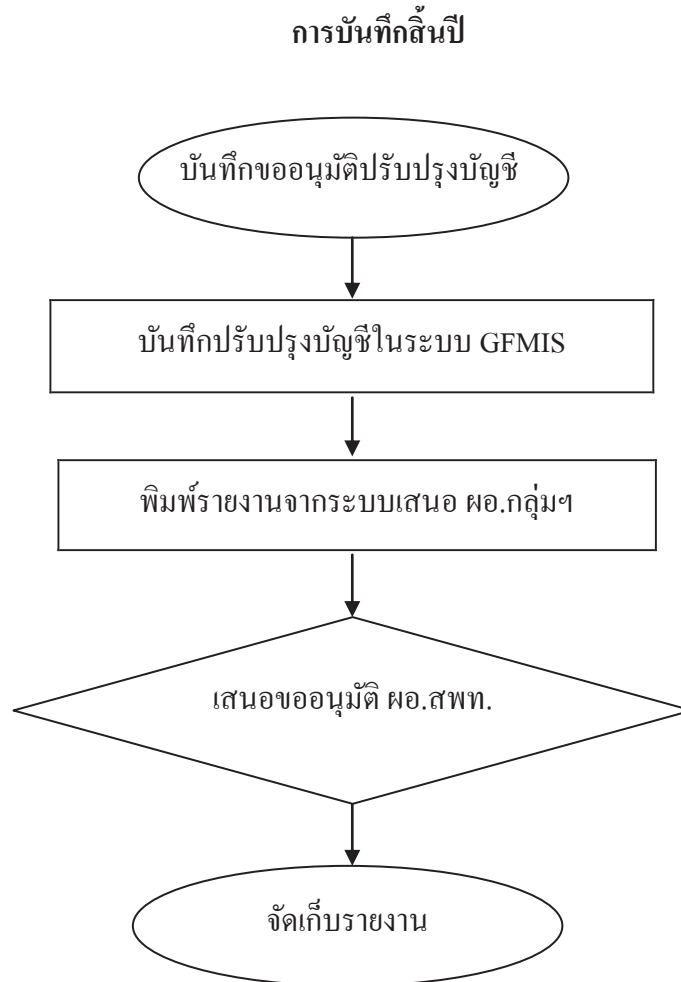 การบันทึกสิ้นปี
บันทึกขออนุมัติปรับปรุงบัญชี
บันทึกปรับปรุงบัญชีในระบบ GFMIS
พิมพ์รายงานจากระบบเสนอ ผอ.กลุ่มฯ
เสนอขออนุมัติ ผอ.สพท.
จัดเก็บรายงาน